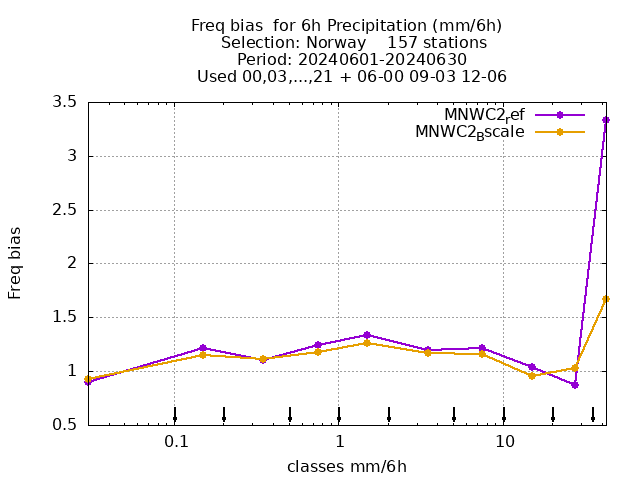 Freq bias  for 6h Precipitation (mm/6h)
Selection: Norway    157 stations
Period: 20240601-20240630
Used 00,03,...,21 + 06-00 09-03 12-06
MNWC2ref
MNWC2Bscale
3.5
3
2.5
2
1.5
1
0.5
Freq bias
0.1
1
10
classes mm/6h